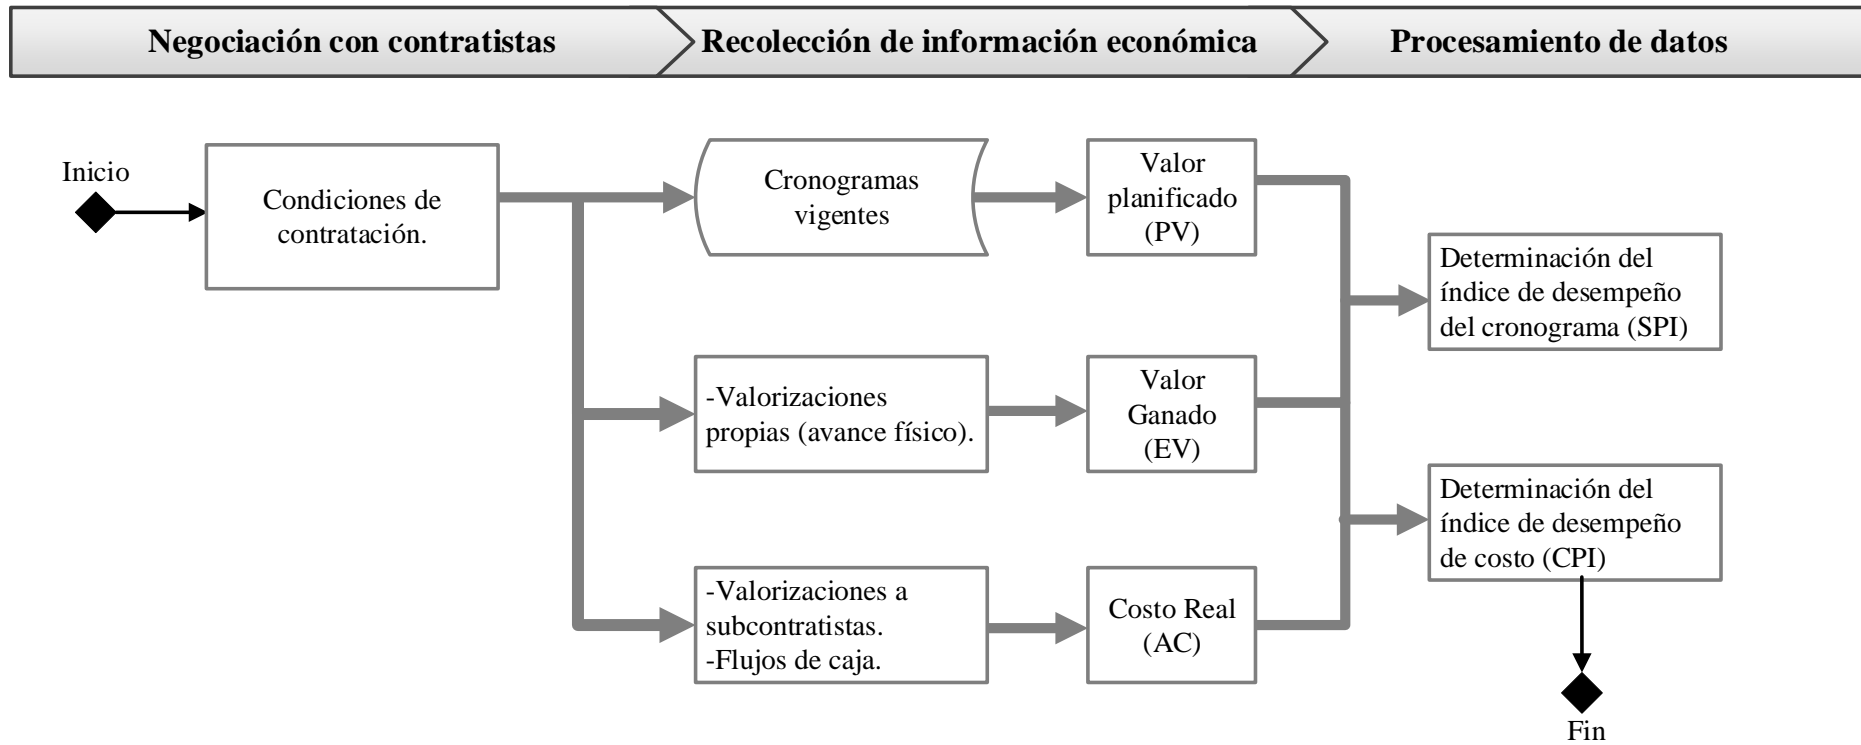 Negociación con contratistas
Recolección de información económica
Procesamiento de datos
Inicio
Condiciones de
contratación.
Cronogramas
vigentes
Valor
planificado
(PV)
Determinación del
índice de desempeño
del cronograma (SPI)
-Valorizaciones
propias (avance físico).
Valor
Ganado
(EV)
Determinación del
índice de desempeño
de costo (CPI)
-Valorizaciones a
subcontratistas.
-Flujos de caja.
Costo Real
(AC)
Fin